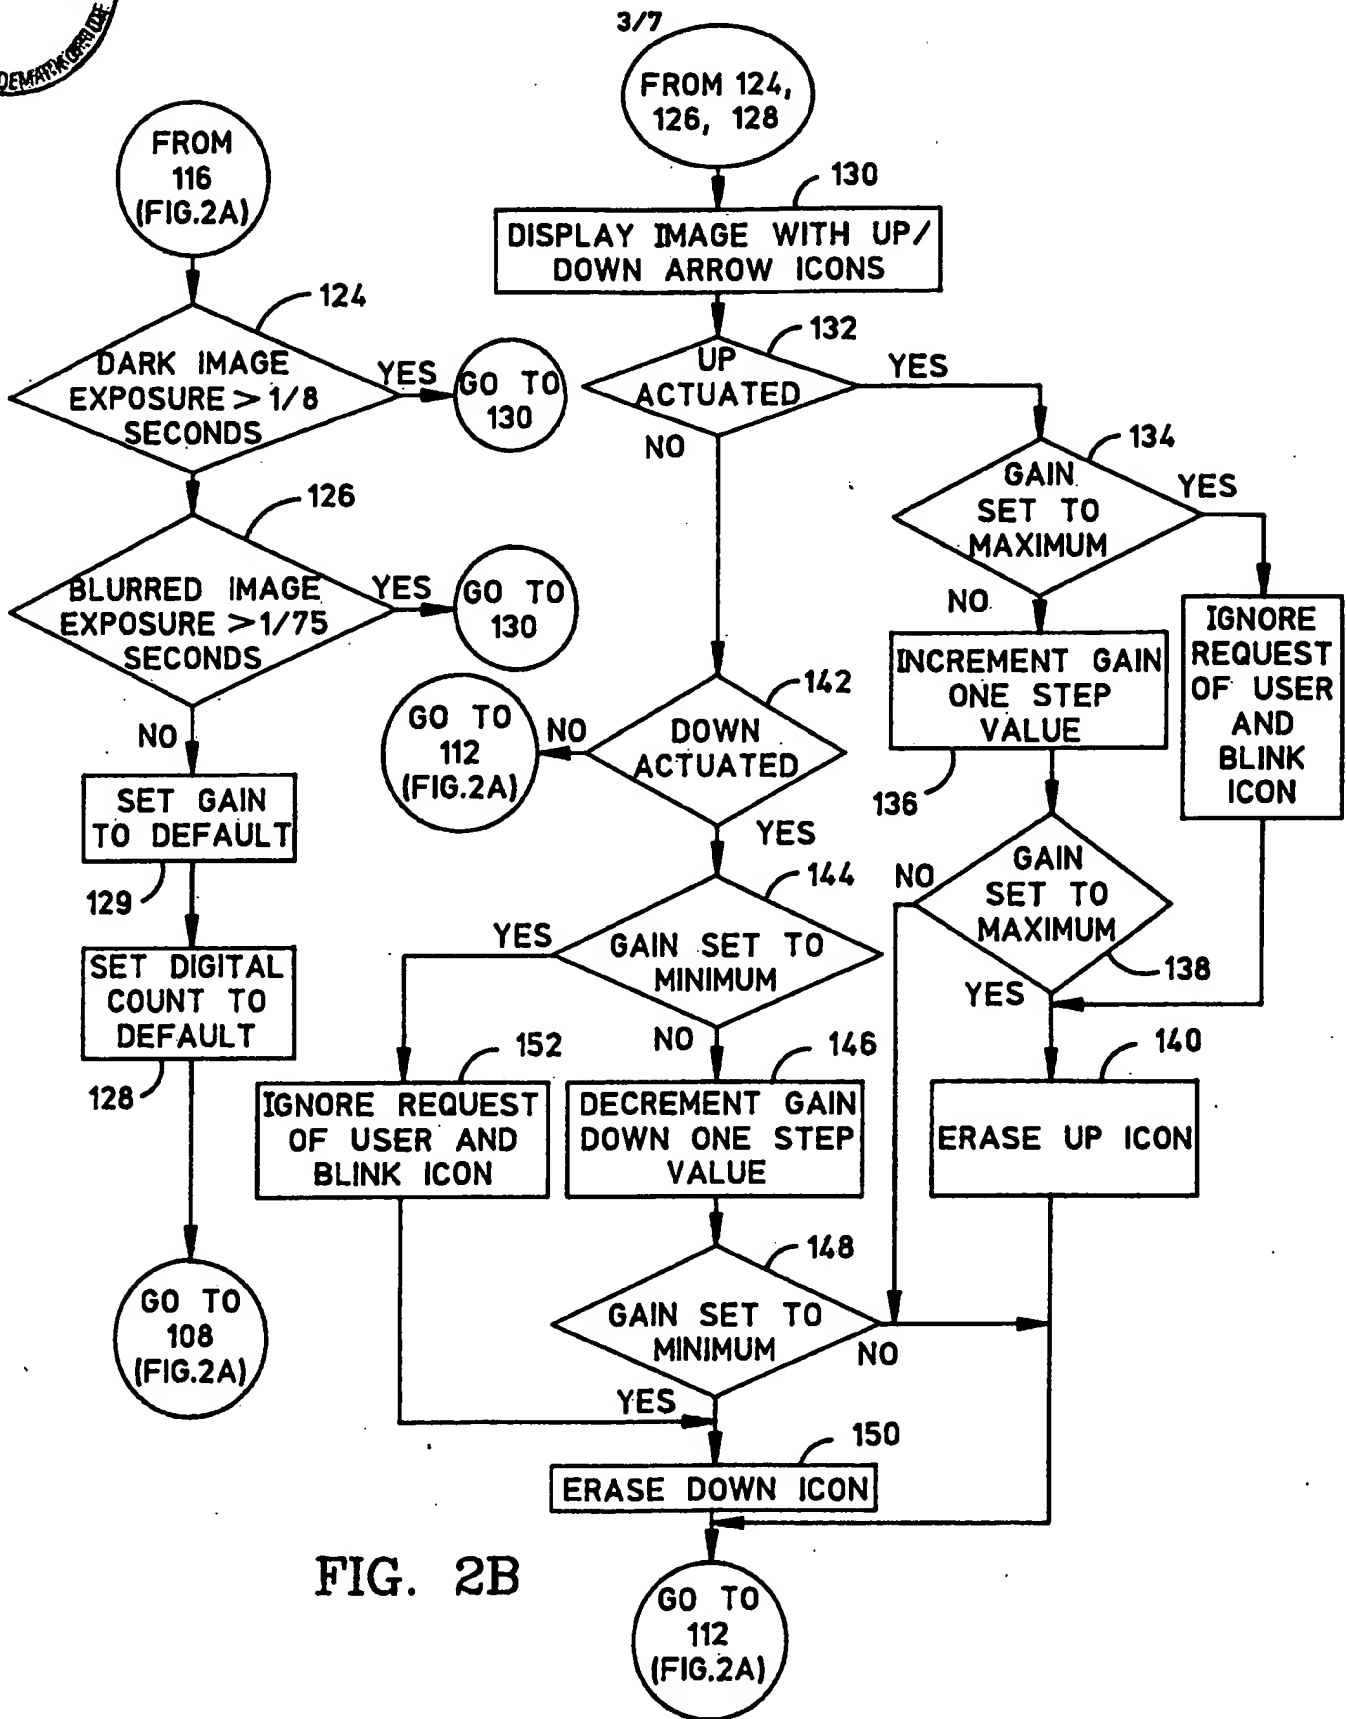 3/7
FROM
116
(FIG.2A)
124
DARK IMAGE
EXPOSURE > 1/8
SECONDS
YES
GO TO
130
126
BLURRED IMAGE
EXPOSURE >1/75
SECONDS
YES
GO TO
130
NO
SET GAIN
TO DEFAULT
129
SET DIGITAL
COUNT TO
DEFAULT
128
GO TO
108
(FIG.2A)
FROM 124,
126, 128
130
DISPLAY IMAGE WITH UP/
DOWN ARROW ICONS
132
UP
ACTUATED
YES
NO
134
GAIN
SET TO
MAXIMUM
YES
NO
IGNORE
REQUEST
OF USER
AND
BLINK
ICON
INCREMENT GAIN
ONE STEP
VALUE
136
GAIN
SET TO
MAXIMUM
NO
138
YES
140
ERASE UP ICON
142
DOWN
ACTUATED
NO
GO TO
112
(FIG.2A)
YES
144
GAIN SET TO
MINIMUM
YES
NO
152
IGNORE REQUEST
OF USER AND
BLINK ICON
146
DECREMENT GAIN
DOWN ONE STEP
VALUE
148
GAIN SET TO
MINIMUM
NO
YES
150
ERASE DOWN ICON
GO TO
112
(FIG.2A)
FIG. 2B